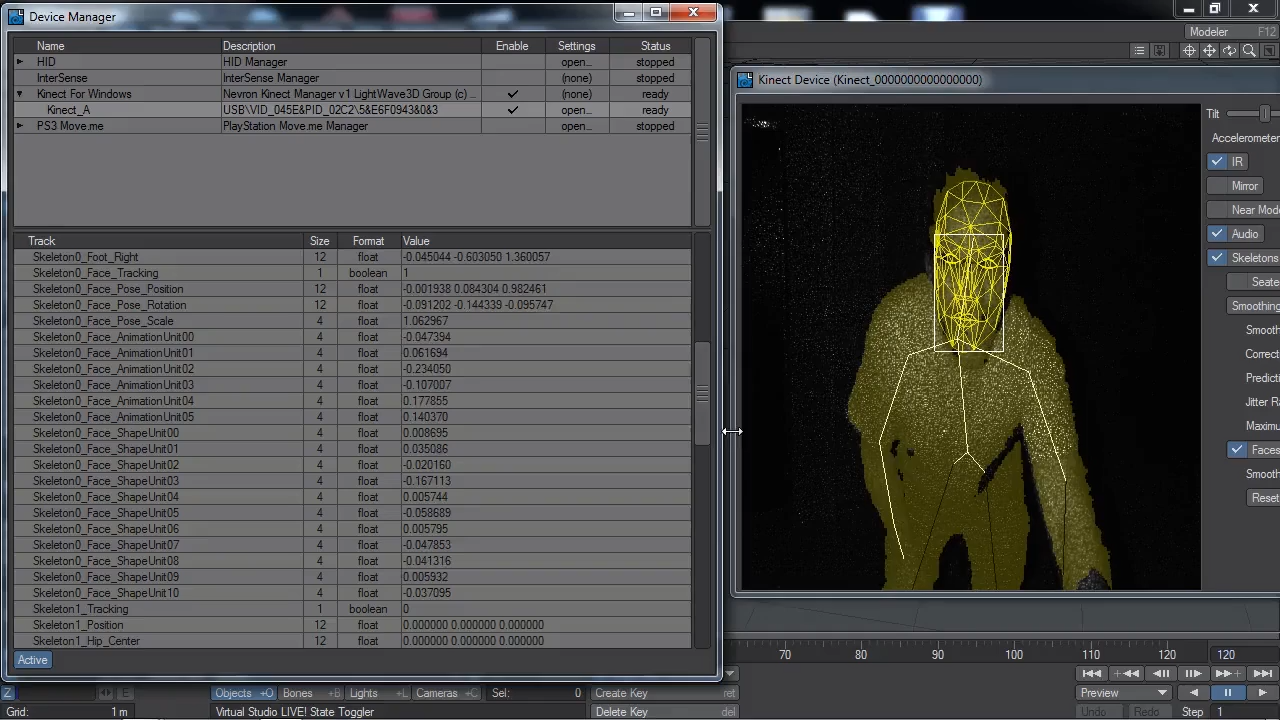 Device Manager
Name Description Enable Settings Status
HID HID Manager open... stopped
InterSense InterSense Manager (none) stopped
Kinect For Windows Nevron Kinect Manager v1 LightWave3D Group (c) ... (none) ready
Kinect_A USB\VID_045E&PID_02C2\5&E6F0943&0&3 open... ready
PS3 Move.me PlayStation Move.me Manager open... stopped
Track Size Format Value
Skeleton0_Foot_Right 12 float -0.045044 -0.603050 1.360057
Skeleton0_Face_Tracking 1 boolean 1
Skeleton0_Face_Pose_Position 12 float -0.001938 0.084304 0.982461
Skeleton0_Face_Pose_Rotation 12 float -0.091202 -0.144339 -0.095747
Skeleton0_Face_Pose_Scale 4 float 1.062967
Skeleton0_Face_AnimationUnit00 4 float -0.047394
Skeleton0_Face_AnimationUnit01 4 float 0.061694
Skeleton0_Face_AnimationUnit02 4 float -0.234050
Skeleton0_Face_AnimationUnit03 4 float -0.107007
Skeleton0_Face_AnimationUnit04 4 float 0.177855
Skeleton0_Face_AnimationUnit05 4 float 0.140370
Skeleton0_Face_ShapeUnit00 4 float 0.008695
Skeleton0_Face_ShapeUnit01 4 float 0.035086
Skeleton0_Face_ShapeUnit02 4 float -0.020160
Skeleton0_Face_ShapeUnit03 4 float -0.167113
Skeleton0_Face_ShapeUnit04 4 float 0.005744
Skeleton0_Face_ShapeUnit05 4 float -0.058689
Skeleton0_Face_ShapeUnit06 4 float 0.005795
Skeleton0_Face_ShapeUnit07 4 float -0.047853
Skeleton0_Face_ShapeUnit08 4 float -0.041316
Skeleton0_Face_ShapeUnit09 4 float 0.005932
Skeleton0_Face_ShapeUnit10 4 float -0.037095
Skeleton1_Tracking 1 boolean 0
Skeleton1_Position 12 float 0.000000 0.000000 0.000000
Skeleton1_Hip_Center 12 float 0.000000 0.000000 0.000000
Active
Modeler F12
Kinect Device (Kinect_0000000000000000)
Tilt
Accelerometer
IR
Mirror
Near Mode
Audio
Skeletons
Seate
Smoothing
Smooth
Correct
Predicti
Jitter Ra
Maximu
Faces
Smooth
Reset
70 80 90 100 110 120 120
Z E Objects +O Bones +B Lights +L Cameras +C Sel: 0 Create Key ret Preview
Grid: 1 m Virtual Studio LIVE! State Toggler Delete Key del Undo Redo Step 1